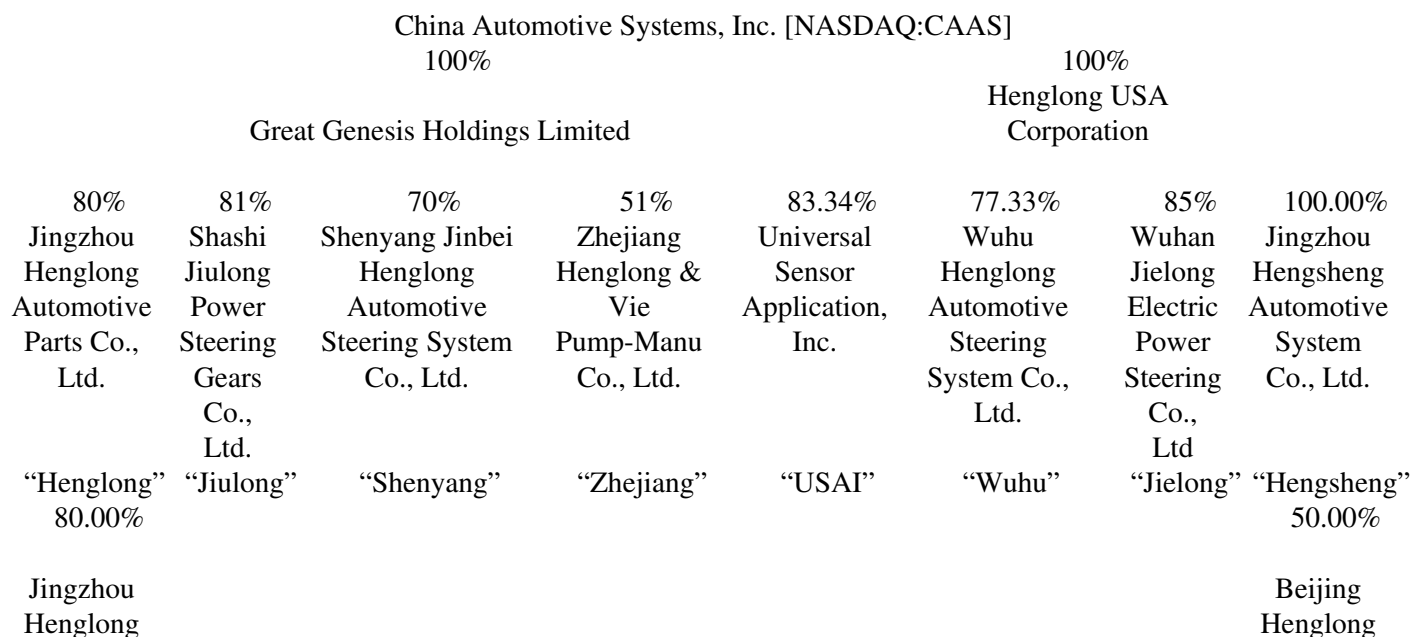 China Automotive Systems, Inc. [NASDAQ:CAAS]
100% 100%
Henglong USA
Great Genesis Holdings Limited Corporation
80% 81% 70% 51% 83.34% 77.33% 85% 100.00%
Jingzhou Shashi Shenyang Jinbei Zhejiang Universal Wuhu Wuhan Jingzhou
Henglong Jiulong Henglong Henglong & Sensor Henglong Jielong Hengsheng
Automotive Power Automotive Vie Application, Automotive Electric Automotive
Parts Co., Steering Steering System Pump-Manu Inc. Steering Power System
Ltd. Gears Co., Ltd. Co., Ltd. System Co., Steering Co., Ltd.
Co., Ltd. Co.,
Ltd. Ltd
“Henglong” “Jiulong” “Shenyang” “Zhejiang” “USAI” “Wuhu” “Jielong” “Hengsheng”
80.00% 50.00%
Jingzhou Beijing
Henglong Henglong